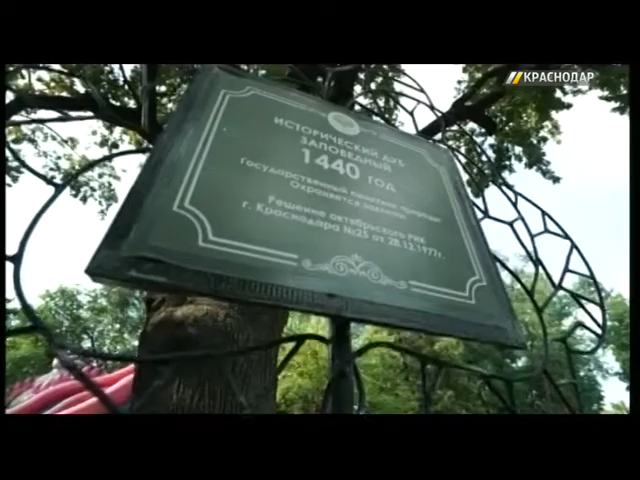 КРАСНОДАР
ИСТОРИЧЕСКИЙ ДУБ
ЗАПОВЕДНЫЙ
1440 ГОД
Государственный памятник природы
Охраняется законом
Решение октябрьского РИК
г. Краснодара №25 от 28.12.1977г.